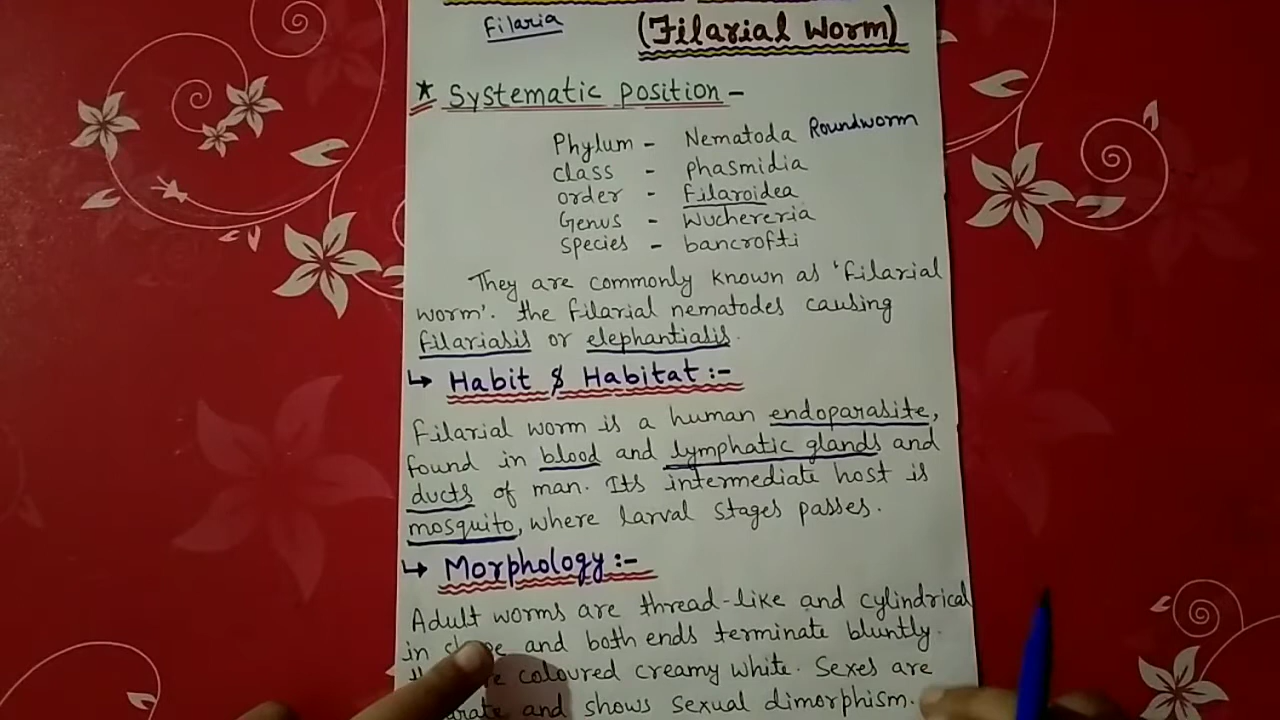 Filaria
(Filarial Worm)
* Systematic position -
Phylum - Nematoda Roundworm
Class - Phasmidia
order - Filaroidea
Genus - Wuchereria
Species - bancrofti
They are commonly known as 'Filarial
worm'. the filarial nematodes causing
filariasis or elephantiasis.
↳ Habit & Habitat :-
Filarial worm is a human endoparasite,
found in blood and lymphatic glands and
ducts of man. Its intermediate host is
mosquito, where larval stages passes.
↳ Morphology :-
Adult worms are thread-like and cylindrical
in and both ends terminate bluntly.
coloured creamy white. Sexes are
and shows sexual dimorphism.